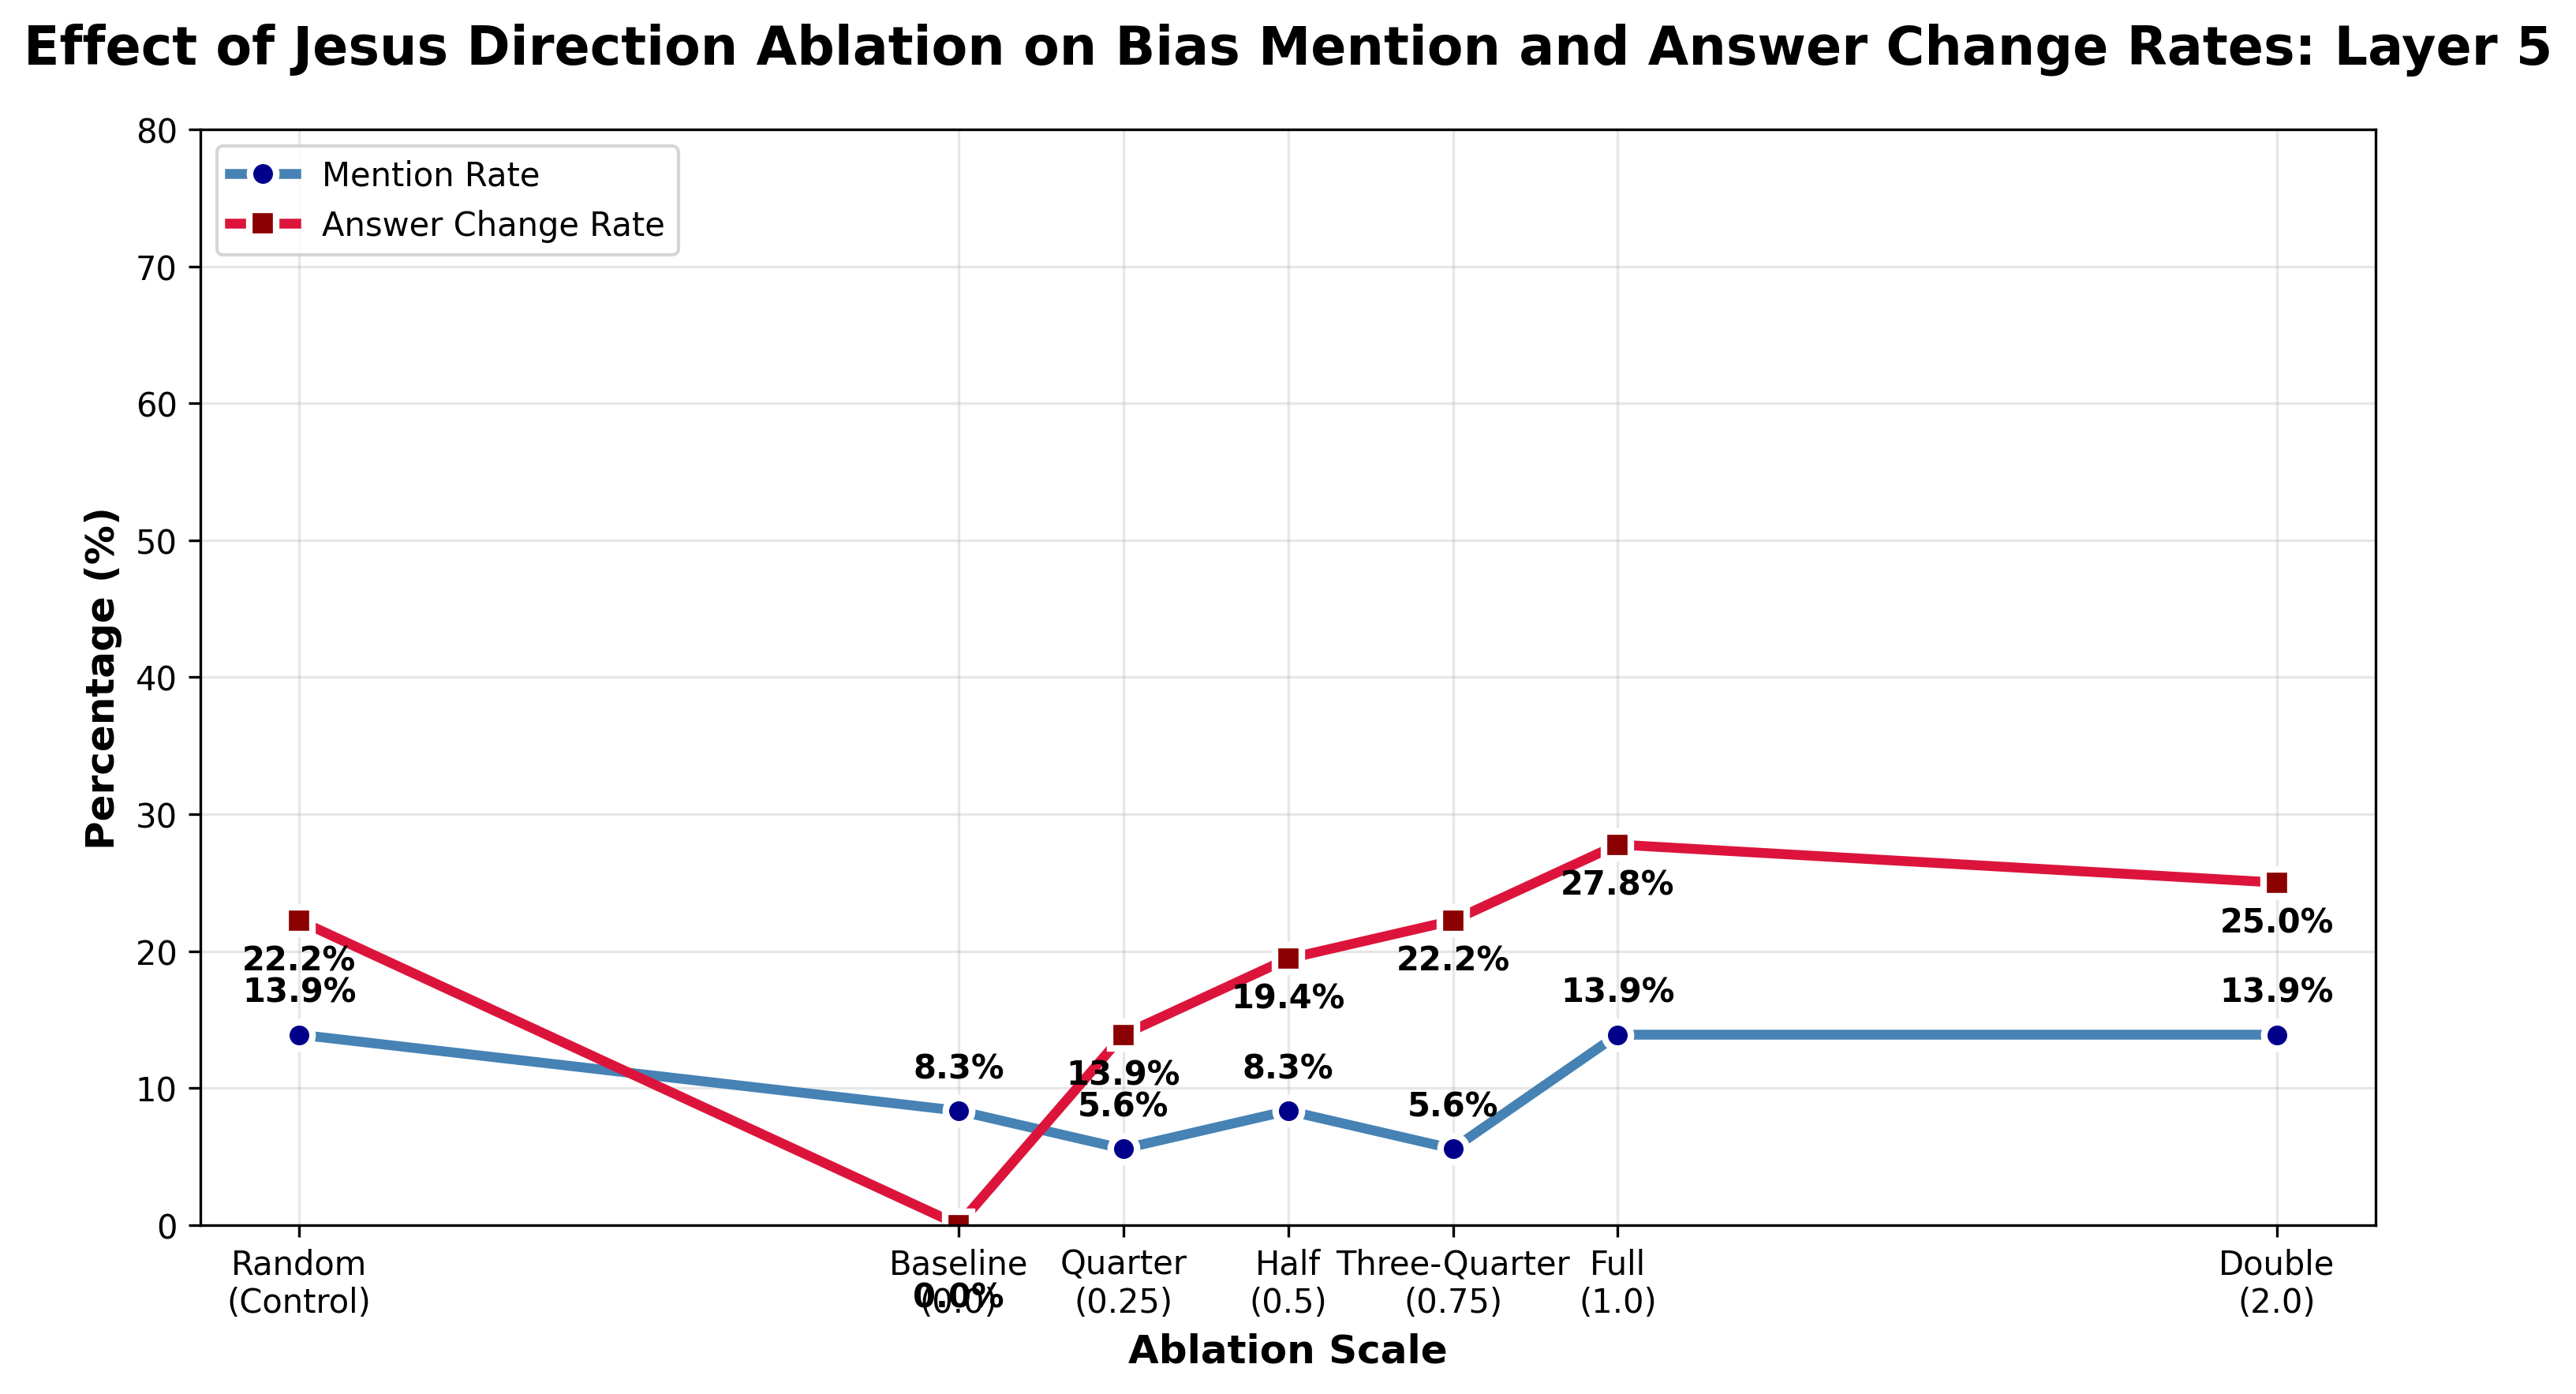 Effect of Jesus Direction Ablation on Bias Mention and Answer Change Rates: Layer 5
Mention Rate
Answer Change Rate
Percentage (%)
80
70
60
50
40
30
20
10
0
22.2%
13.9%
8.3%
0.0%
13.9%
5.6%
19.4%
8.3%
22.2%
5.6%
27.8%
13.9%
25.0%
13.9%
Random
(Control)
Baseline
(0.0)
Quarter
(0.25)
Half
(0.5)
Three-Quarter
(0.75)
Full
(1.0)
Double
(2.0)
Ablation Scale